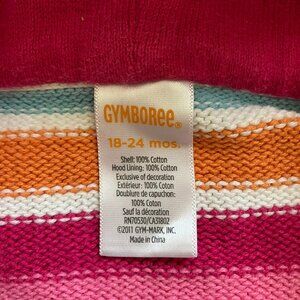 GYMBOREE®
18-24 mos.
Shell: 100% Cotton
Hood Lining: 100% Cotton
Exclusive of decoration
Extérieur: 100% Coton
Doublure de capuchon:
100% Coton
Sauf la décoration
RN70530/CA31802
©2011 GYM-MARK, INC.
Made in China